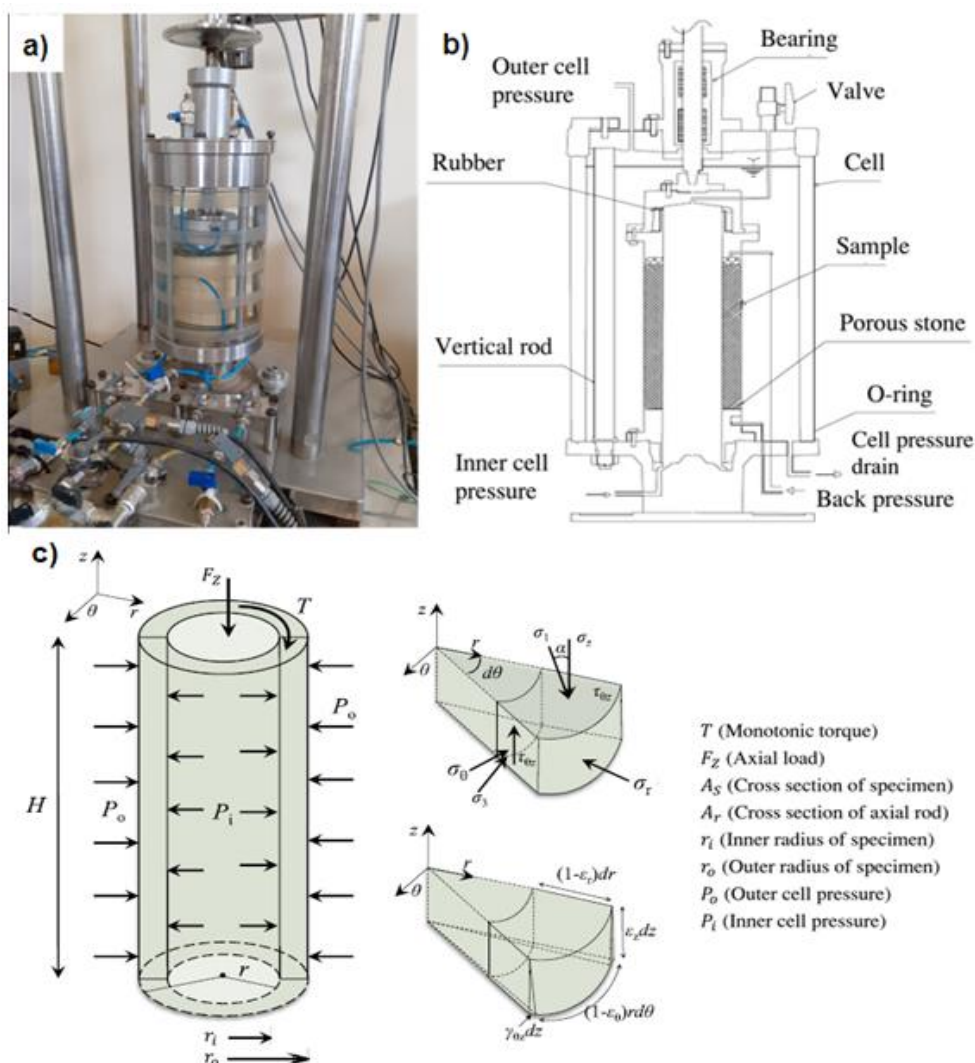 a)
b)
Bearing
Outer cell
pressure
Valve
Rubber
Cell
Sample
Porous stone
Vertical rod
O-ring
Inner cell
pressure
Cell pressure
drain
Back pressure
c)
z
θ
r
F_Z
T
H
P_o
P_i
P_o
r
r_i
r_o
z
r
θ
dθ
σ_1
α
σ_z
τ_θz
τ_θz
σ_θ
σ_3
σ_r
z
r
θ
(1-ε_r)dr
ε_z dz
(1-ε_θ)rdθ
γ_θz dz
T (Monotonic torque)
F_Z (Axial load)
A_S (Cross section of specimen)
A_r (Cross section of axial rod)
r_i (Inner radius of specimen)
r_o (Outer radius of specimen)
P_o (Outer cell pressure)
P_i (Inner cell pressure)